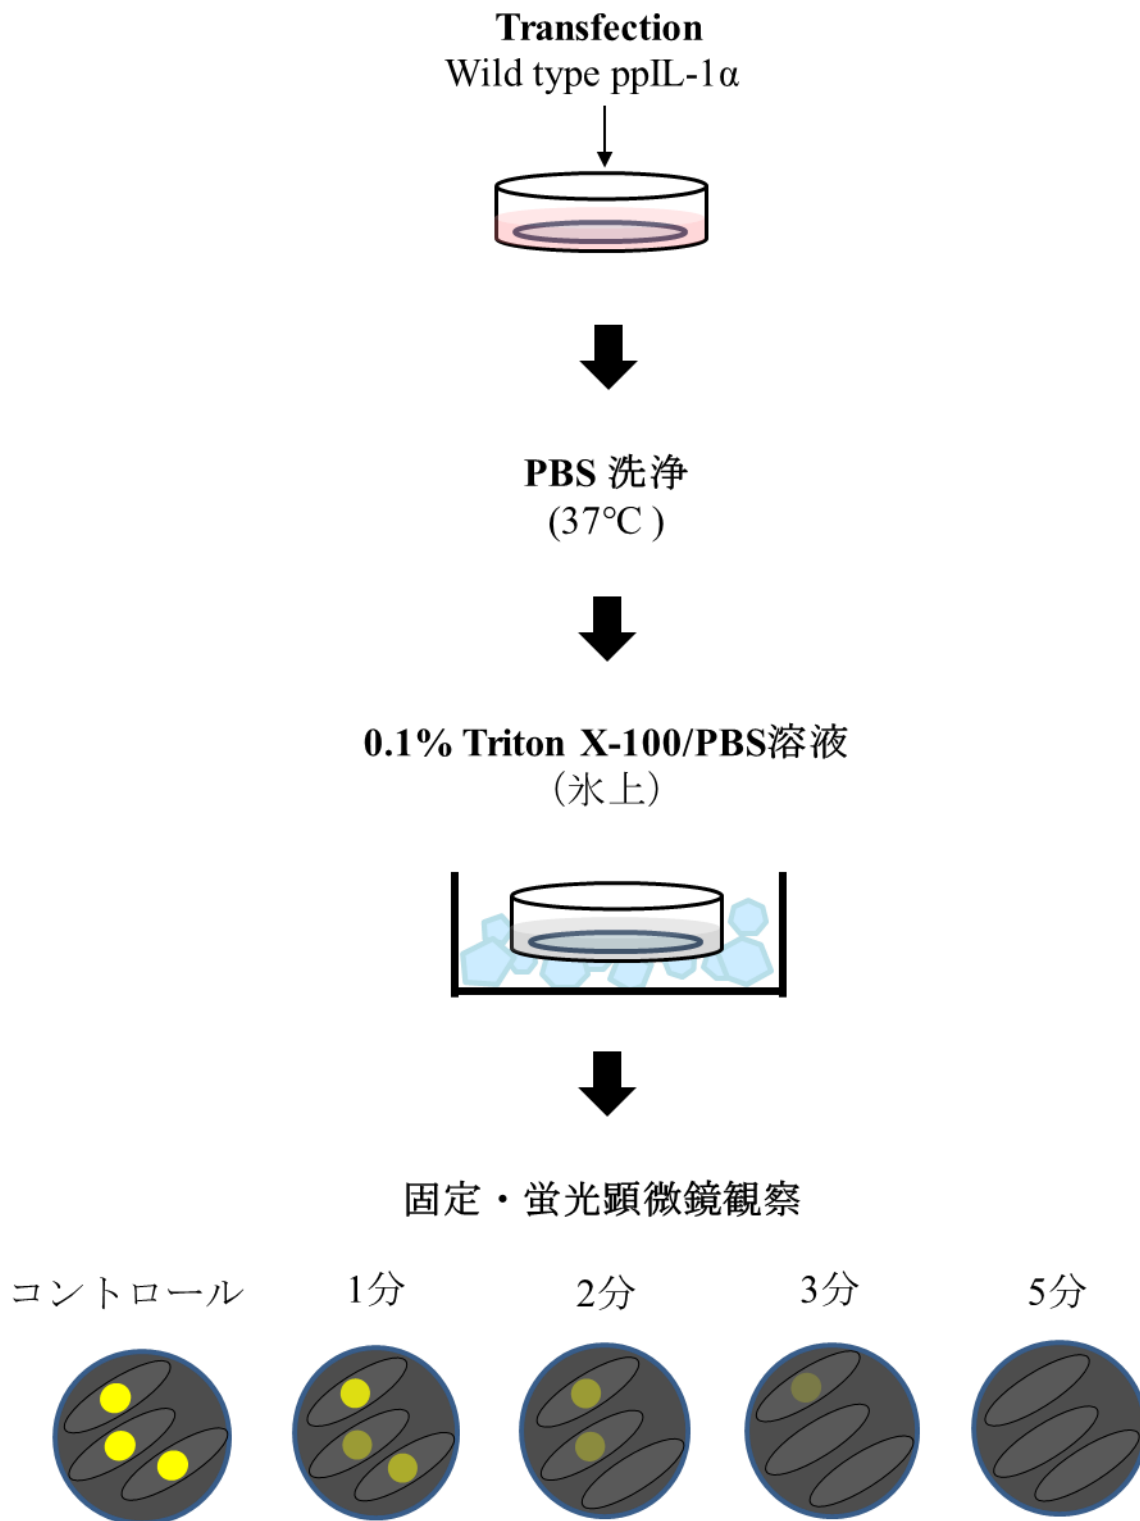 Transfection
Wild type ppIL-1α
PBS 洗浄
(37℃ )
0.1% Triton X-100/PBS溶液
（氷上）
固定・蛍光顕微鏡観察
コントロール 1分 2分 3分 5分